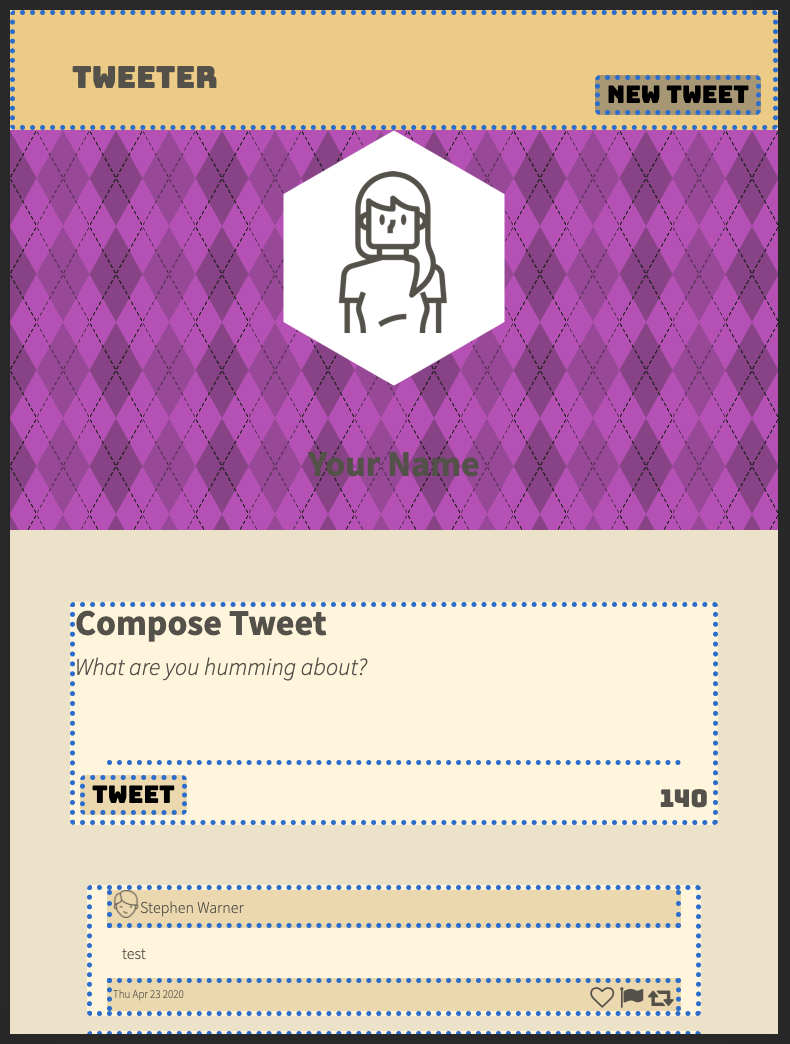 TWEETER
NEW TWEET
Your Name
Compose Tweet
What are you humming about?
TWEET
140
Stephen Warner
test
Thu Apr 23 2020